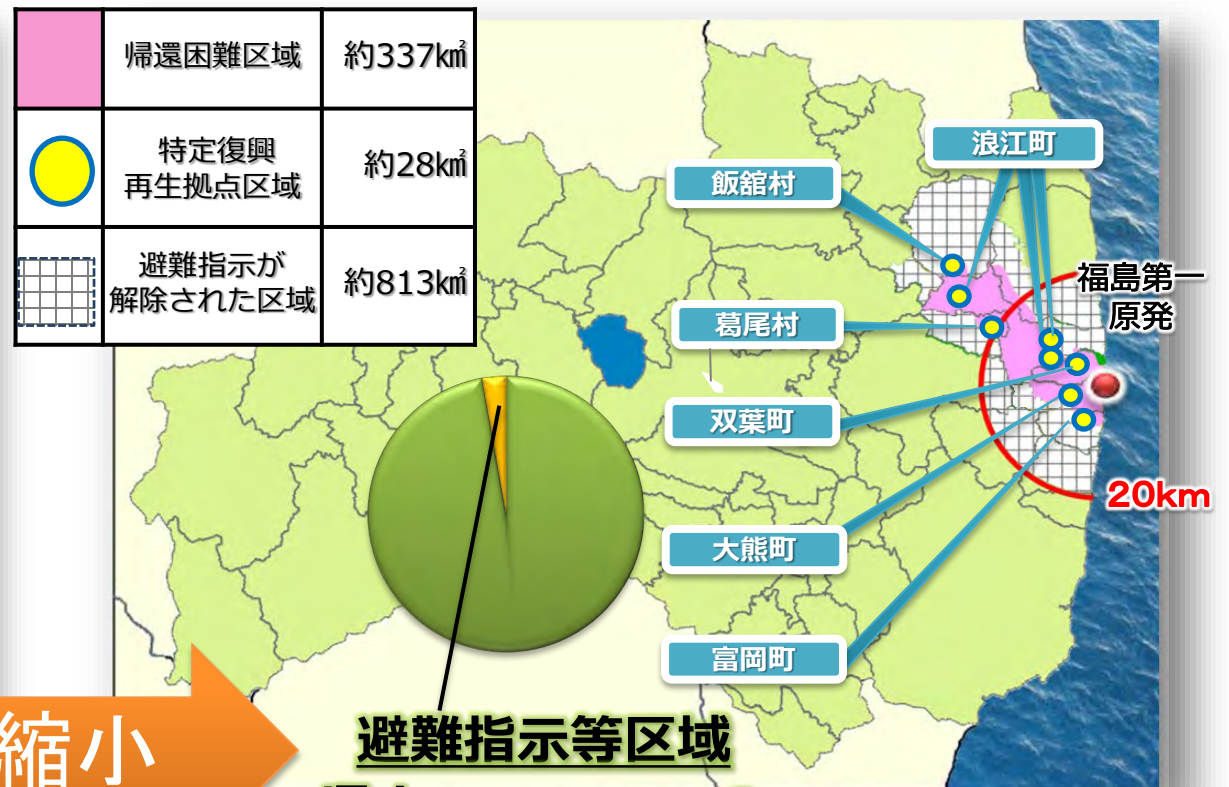 帰還困難区域
約337㎢
特定復興
再生拠点区域
約28㎢
避難指示が
解除された区域
約813㎢
浪江町
飯舘村
福島第一
原発
葛尾村
双葉町
20km
大熊町
富岡町
縮小
避難指示等区域